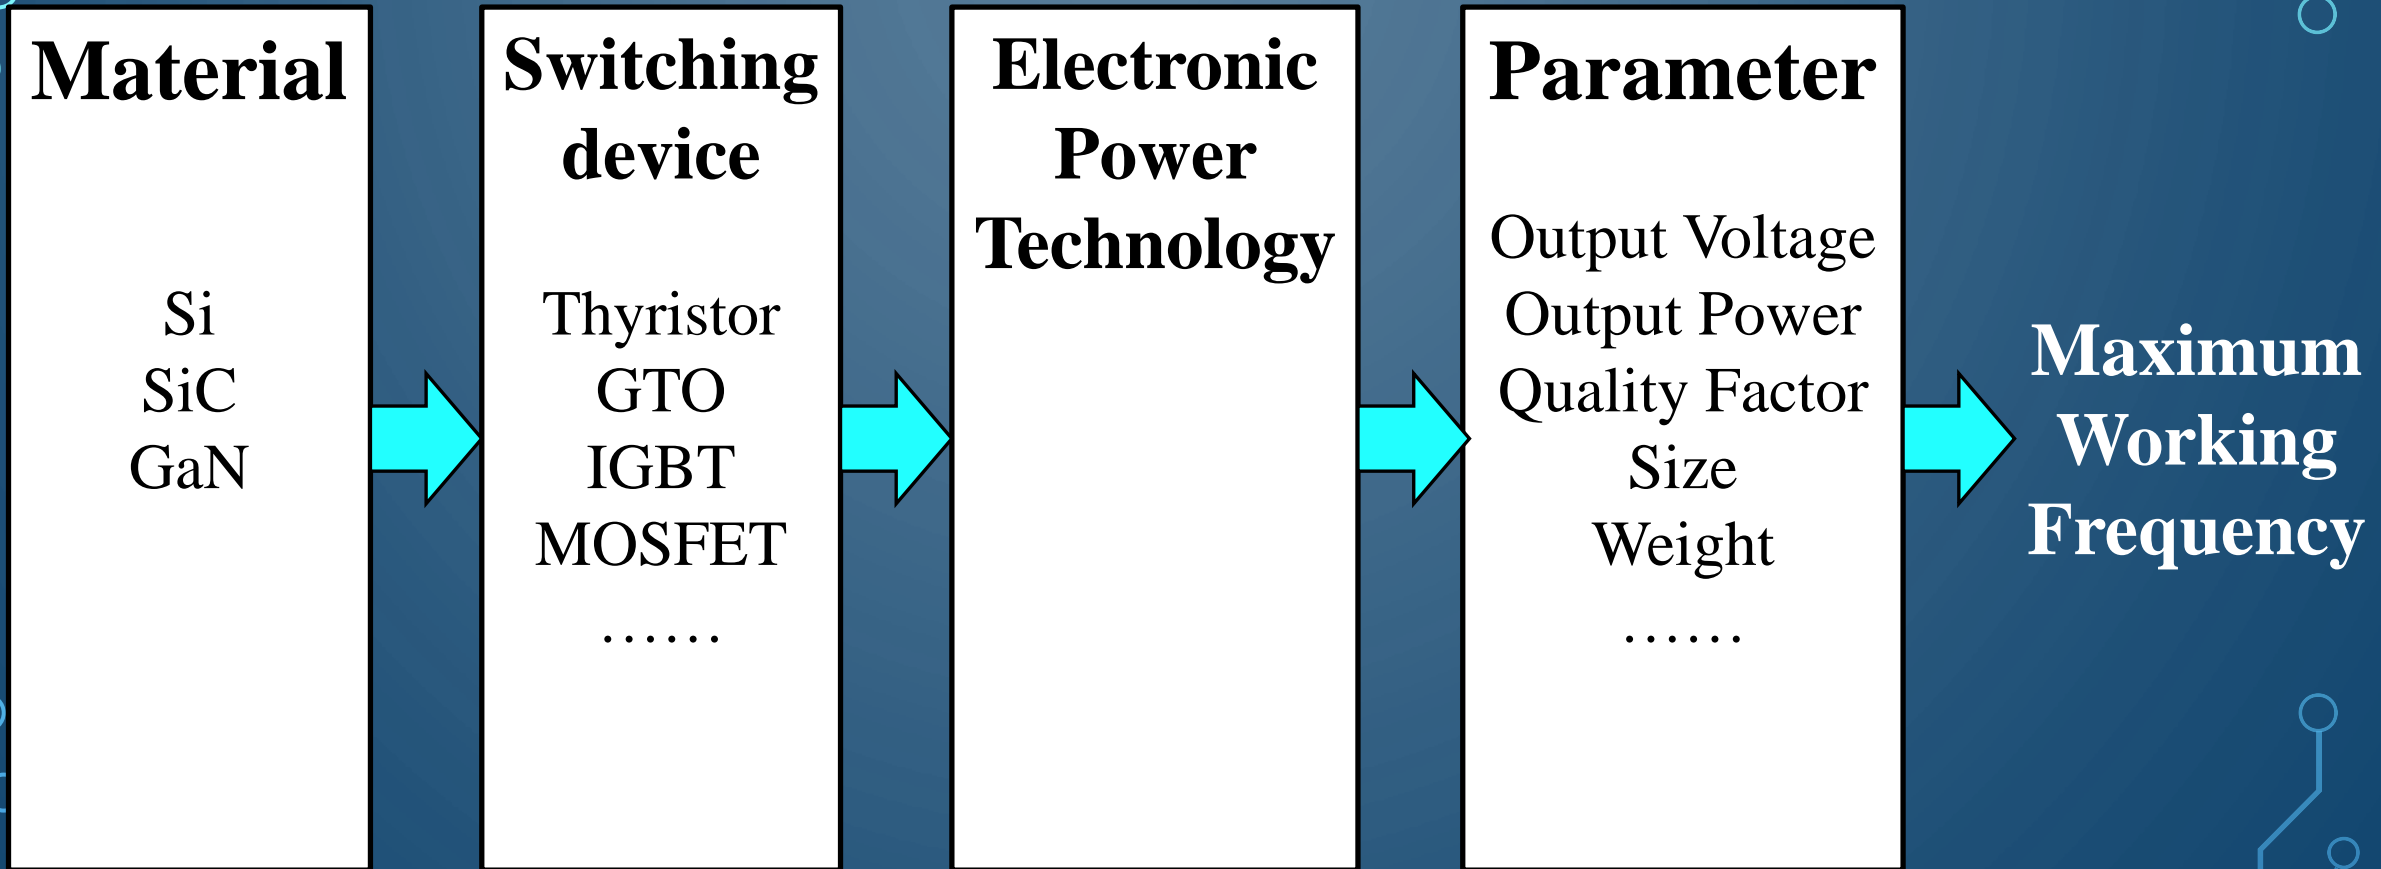 Material
Si
SiC
GaN
Switching
device
Thyristor
GTO
IGBT
MOSFET
……
Electronic
Power
Technology
Parameter
Output Voltage
Output Power
Quality Factor
Size
Weight
……
Maximum
Working
Frequency